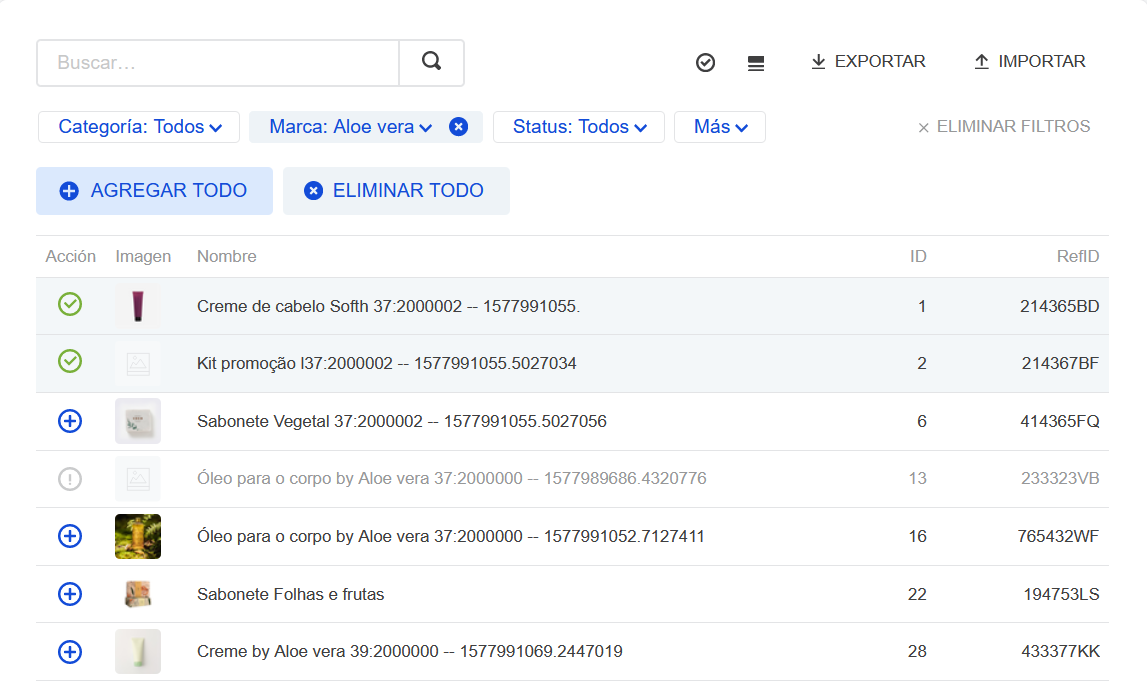 Buscar…
EXPORTAR
IMPORTAR
Categoría: Todos
Marca: Aloe vera
Status: Todos
Más
ELIMINAR FILTROS
AGREGAR TODO
ELIMINAR TODO
Acción Imagen Nombre ID RefID
Creme de cabelo Softh 37:2000002 -- 1577991055. 1 214365BD
Kit promoção l37:2000002 -- 1577991055.5027034 2 214367BF
Sabonete Vegetal 37:2000002 -- 1577991055.5027056 6 414365FQ
Óleo para o corpo by Aloe vera 37:2000000 -- 1577989686.4320776 13 233323VB
Óleo para o corpo by Aloe vera 37:2000000 -- 1577991052.7127411 16 765432WF
Sabonete Folhas e frutas 22 194753LS
Creme by Aloe vera 39:2000000 -- 1577991069.2447019 28 433377KK